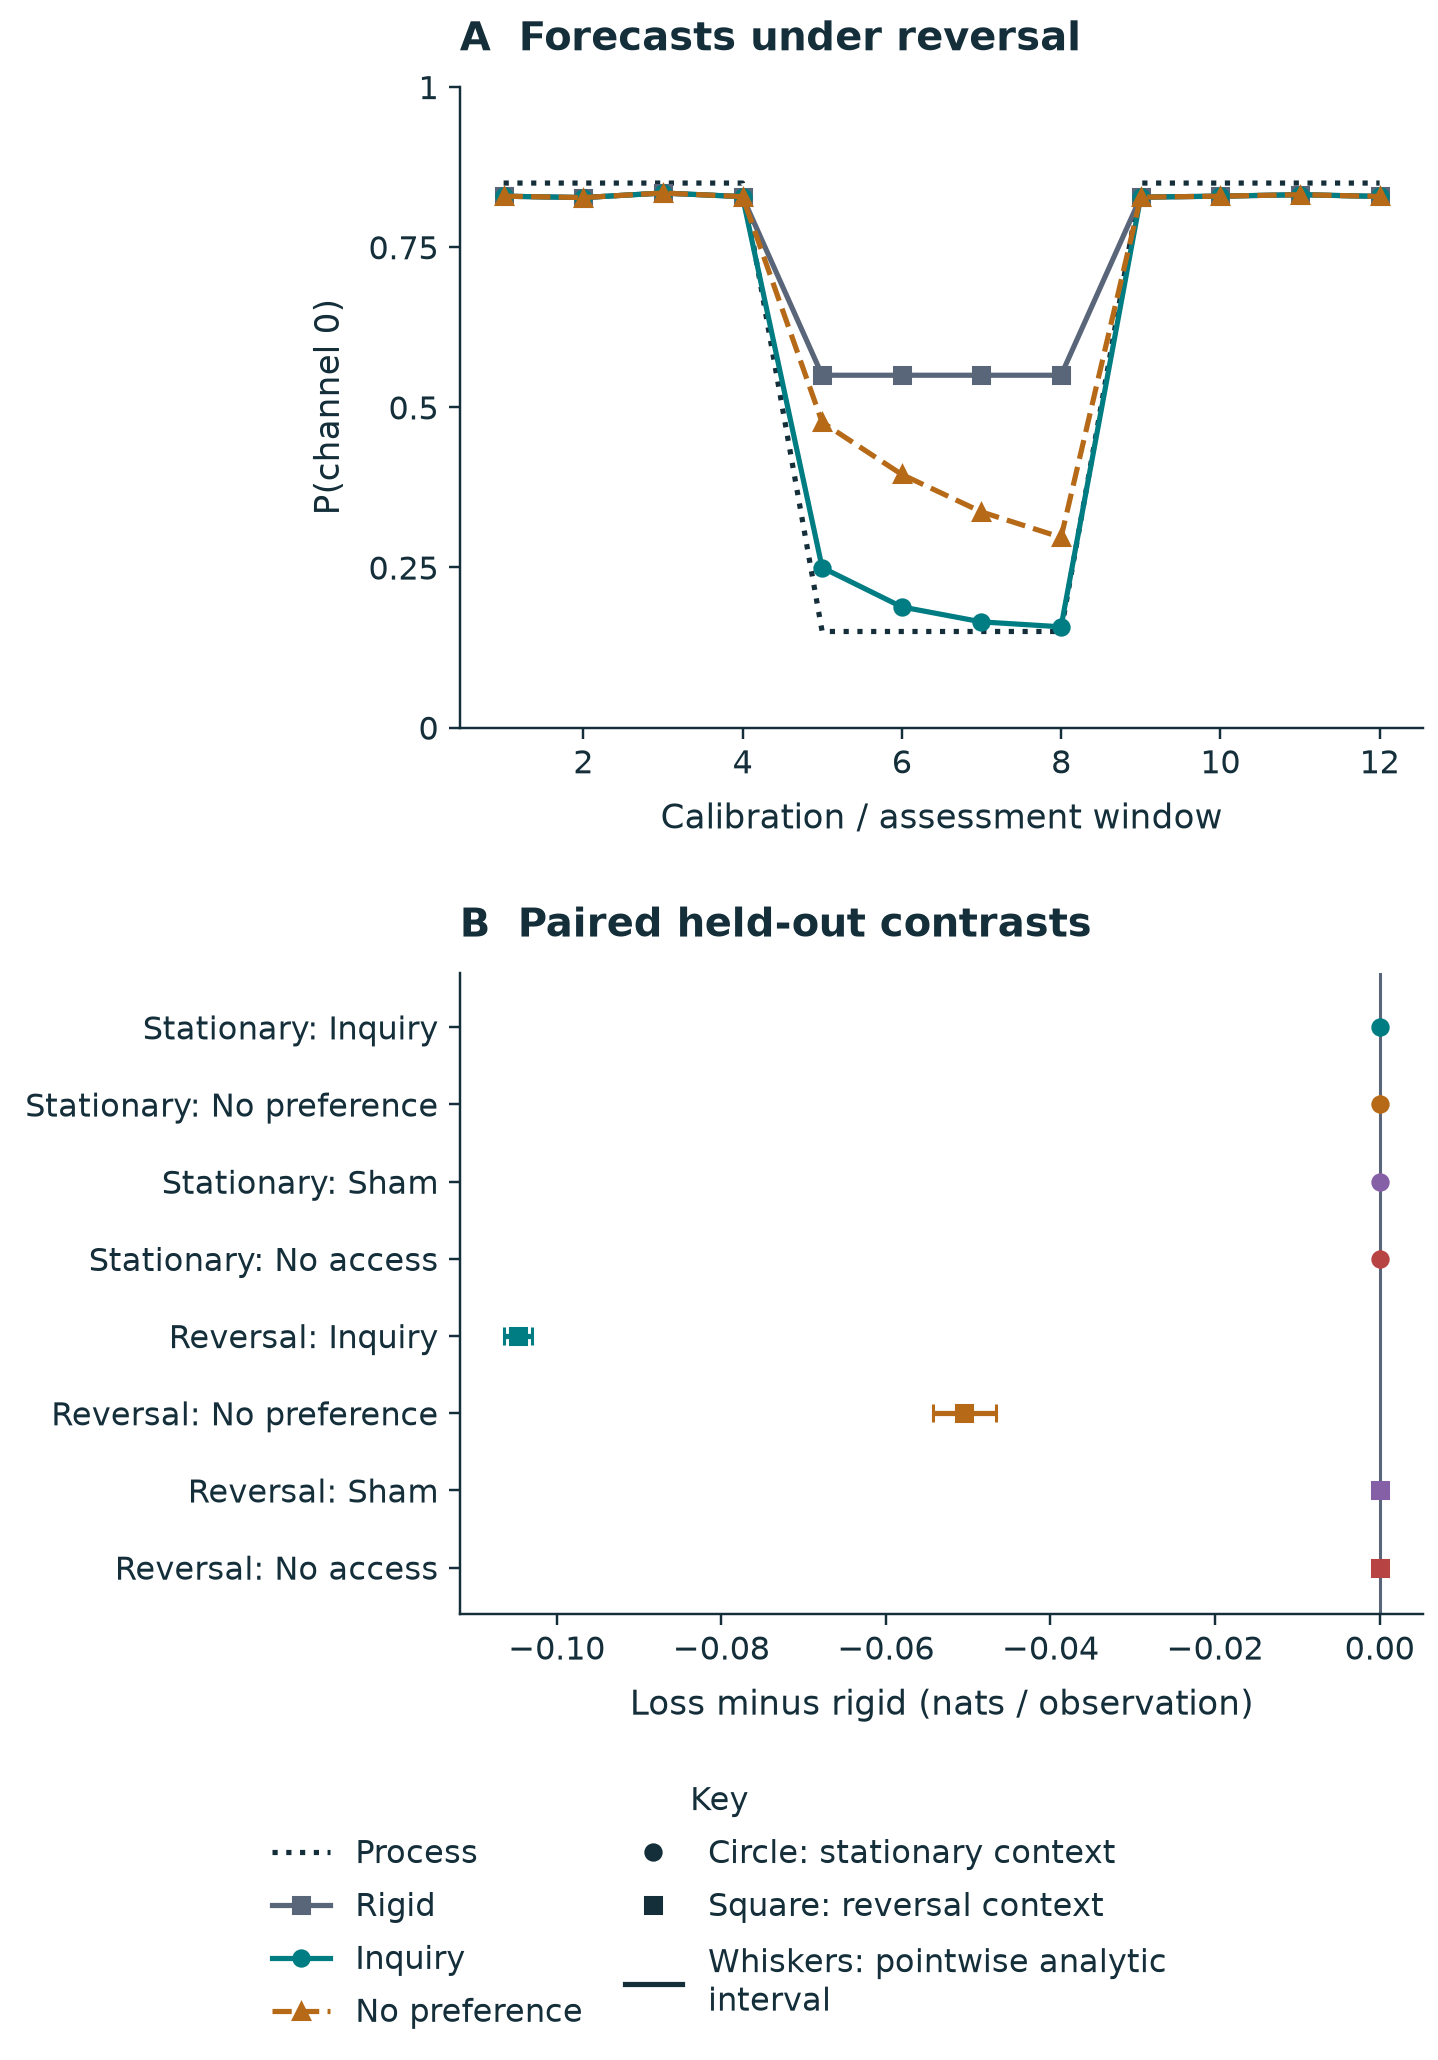 A Forecasts under reversal
1
0.75
0.5
0.25
0
P(channel 0)
2 4 6 8 10 12
Calibration / assessment window
B Paired held-out contrasts
Stationary: Inquiry
Stationary: No preference
Stationary: Sham
Stationary: No access
Reversal: Inquiry
Reversal: No preference
Reversal: Sham
Reversal: No access
−0.10 −0.08 −0.06 −0.04 −0.02 0.00
Loss minus rigid (nats / observation)
Key
Process
Rigid
Inquiry
No preference
Circle: stationary context
Square: reversal context
Whiskers: pointwise analytic
interval